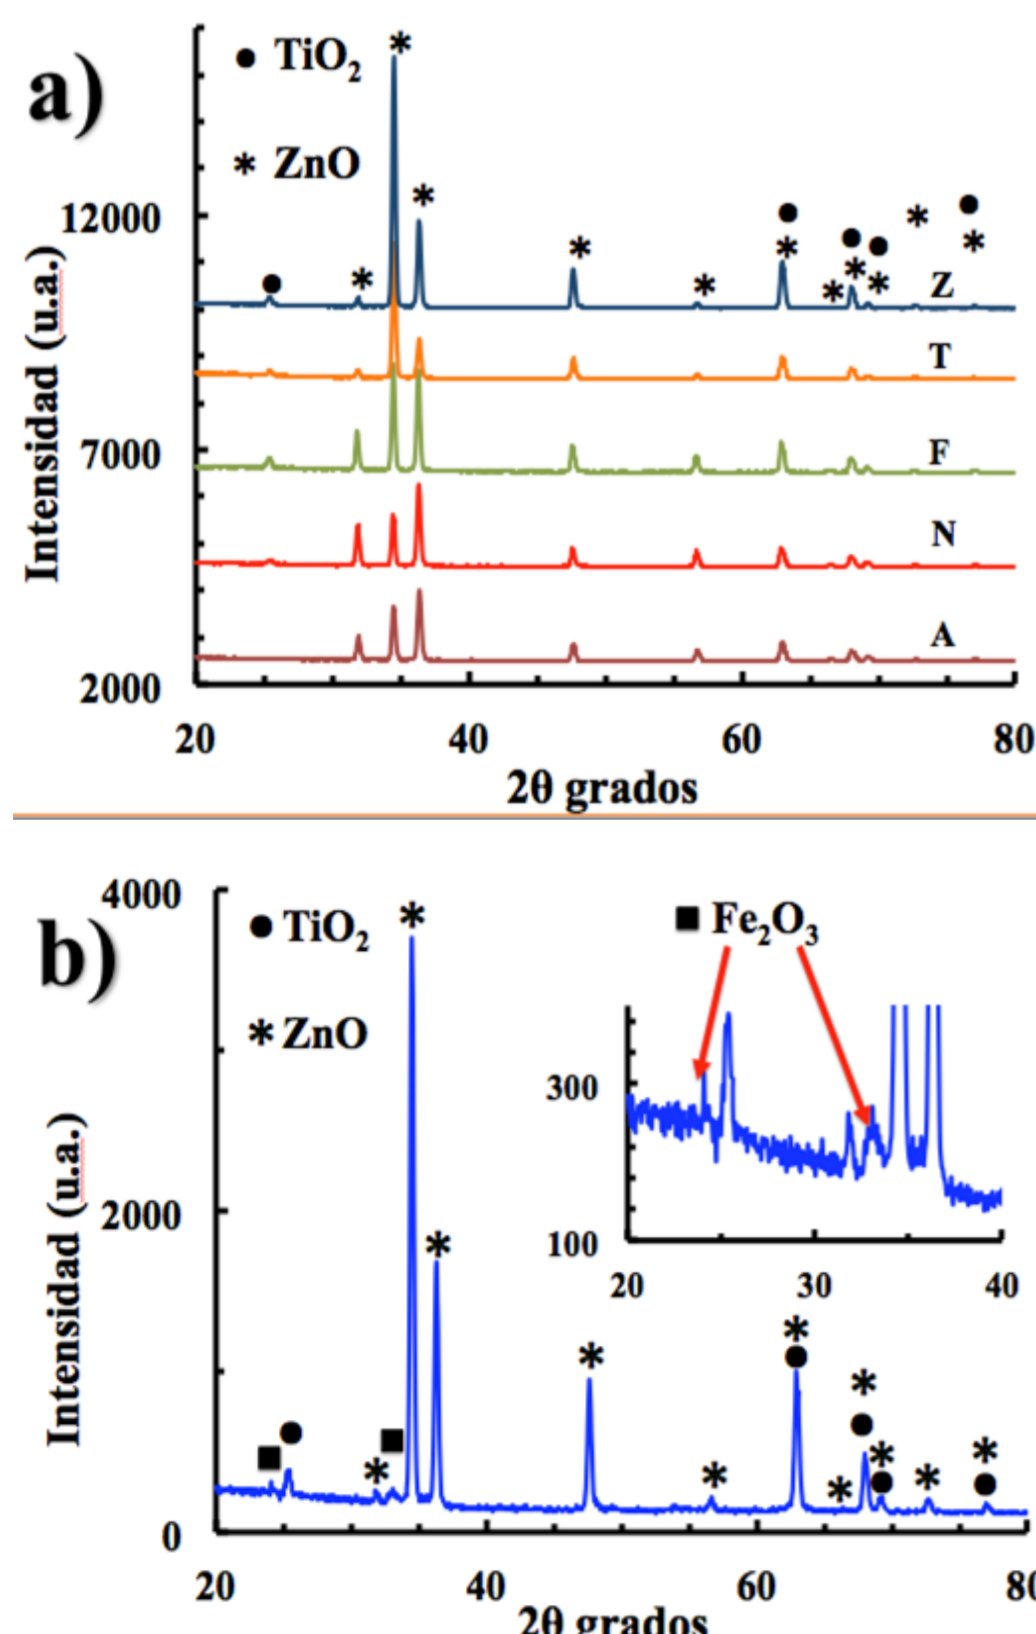 a)
● TiO₂
* ZnO
Intensidad (u.a.)
12000
7000
2000
Z
T
F
N
A
20 40 60 80
2θ grados
b)
4000
● TiO₂
* ZnO
■ Fe₂O₃
Intensidad (u.a.)
2000
0
300
100
20 30 40
20 40 60 80
2θ grados